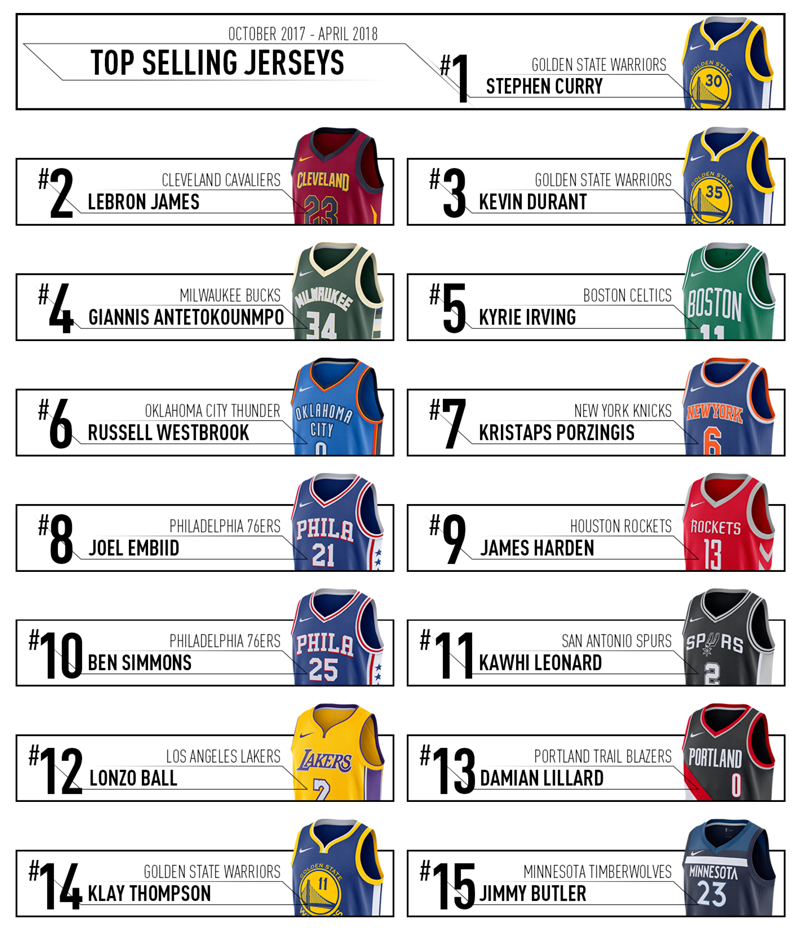 OCTOBER 2017 - APRIL 2018
TOP SELLING JERSEYS
#1
GOLDEN STATE WARRIORS
STEPHEN CURRY
GOLDEN STATE
30
#2
CLEVELAND CAVALIERS
LEBRON JAMES
CLEVELAND
23
#3
GOLDEN STATE WARRIORS
KEVIN DURANT
GOLDEN STATE
35
#4
MILWAUKEE BUCKS
GIANNIS ANTETOKOUNMPO
MILWAUKEE
34
#5
BOSTON CELTICS
KYRIE IRVING
BOSTON
11
#6
OKLAHOMA CITY THUNDER
RUSSELL WESTBROOK
OKLAHOMA
CITY
0
#7
NEW YORK KNICKS
KRISTAPS PORZINGIS
NEW YORK
6
#8
PHILADELPHIA 76ERS
JOEL EMBIID
PHILA
21
#9
HOUSTON ROCKETS
JAMES HARDEN
ROCKETS
13
#10
PHILADELPHIA 76ERS
BEN SIMMONS
PHILA
25
#11
SAN ANTONIO SPURS
KAWHI LEONARD
SPURS
2
#12
LOS ANGELES LAKERS
LONZO BALL
LAKERS
2
#13
PORTLAND TRAIL BLAZERS
DAMIAN LILLARD
PORTLAND
0
#14
GOLDEN STATE WARRIORS
KLAY THOMPSON
GOLDEN STATE
11
#15
MINNESOTA TIMBERWOLVES
JIMMY BUTLER
MINNESOTA
23